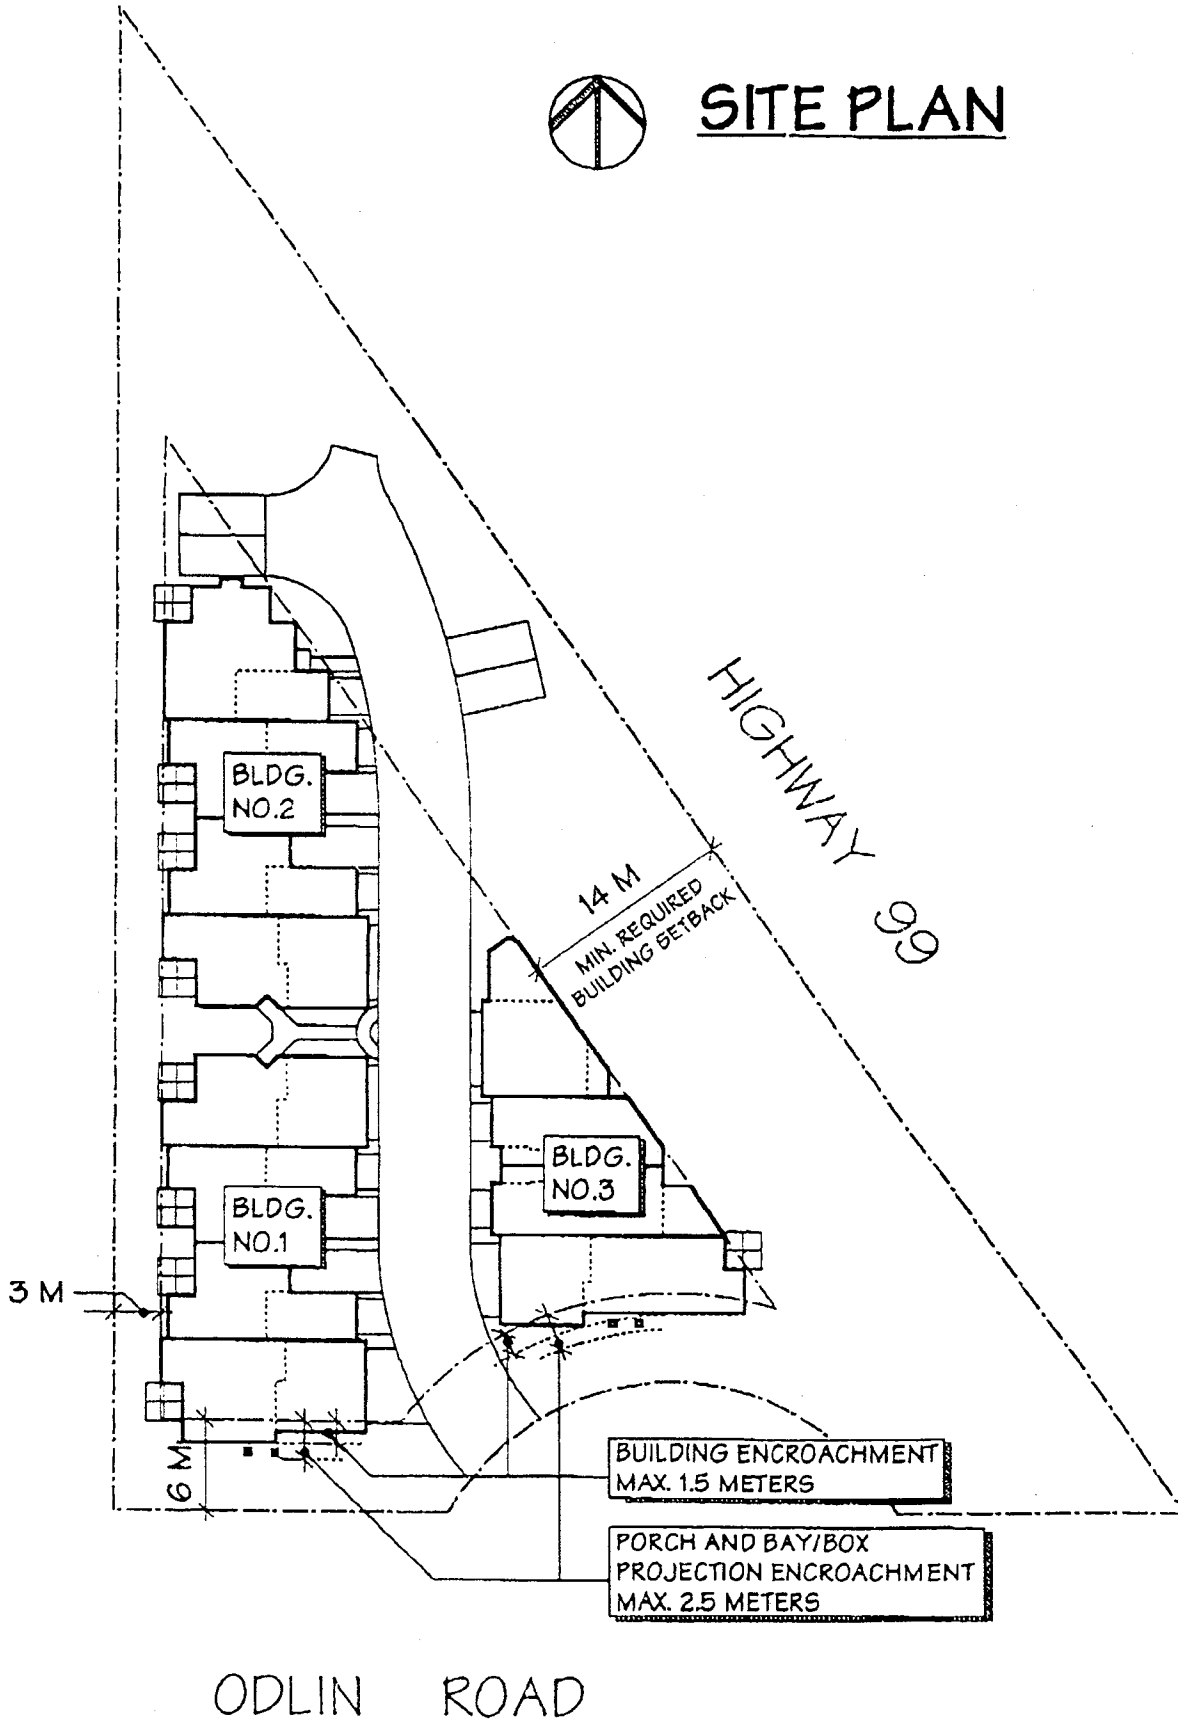 SITE PLAN
HIGHWAY 99
BLDG.
NO.2
14 M
MIN. REQUIRED
BUILDING SETBACK
BLDG.
NO.3
BLDG.
NO.1
3 M
6 M
BUILDING ENCROACHMENT
MAX. 1.5 METERS
PORCH AND BAY/BOX
PROJECTION ENCROACHMENT
MAX. 2.5 METERS
ODLIN ROAD